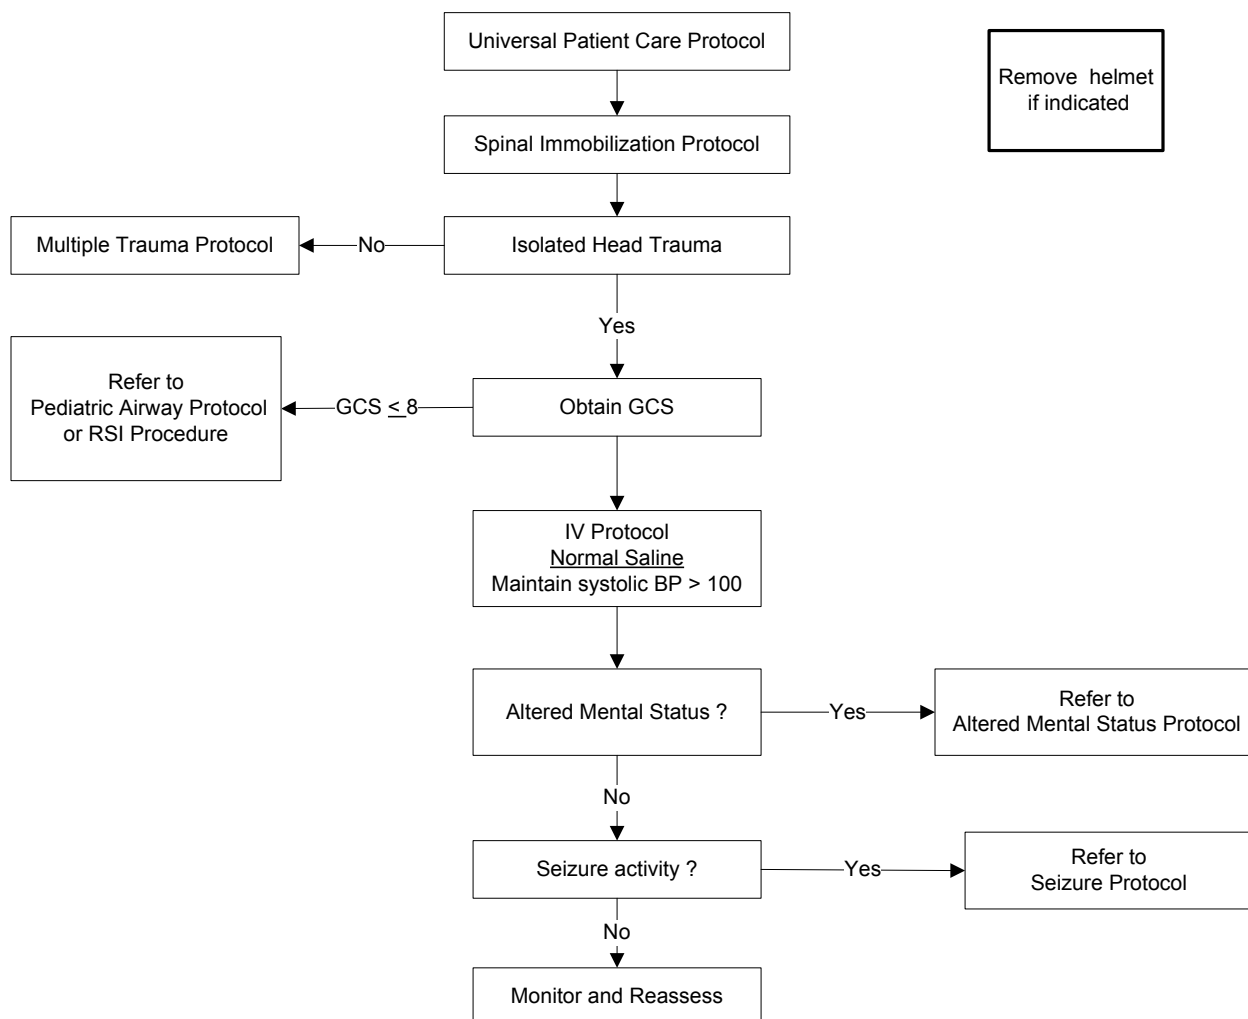 Universal Patient Care Protocol
Remove helmet
if indicated
Spinal Immobilization Protocol
Multiple Trauma Protocol
No
Isolated Head Trauma
Yes
Refer to
Pediatric Airway Protocol
or RSI Procedure
GCS < 8
Obtain GCS
IV Protocol
Normal Saline
Maintain systolic BP > 100
Altered Mental Status ?
Yes
Refer to
Altered Mental Status Protocol
No
Seizure activity ?
Yes
Refer to
Seizure Protocol
No
Monitor and Reassess